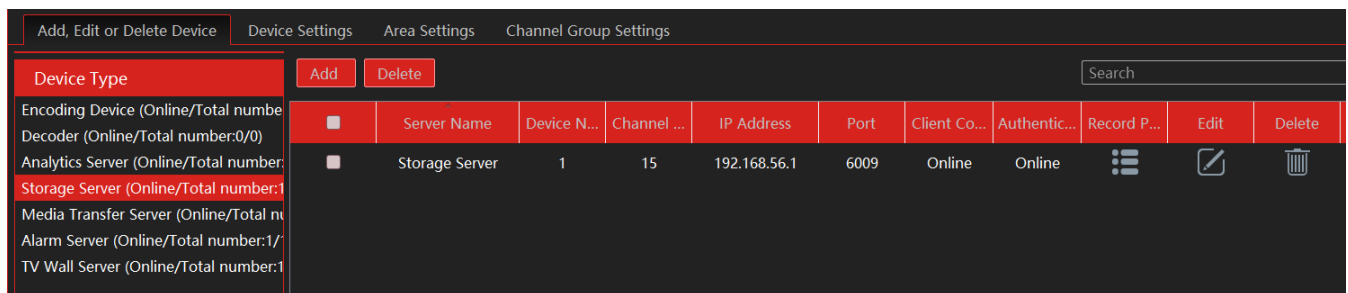 Add, Edit or Delete Device Device Settings Area Settings Channel Group Settings
Device Type
Add Delete Search
Encoding Device (Online/Total numbe
Decoder (Online/Total number:0/0)
Analytics Server (Online/Total number:
Storage Server (Online/Total number:1
Media Transfer Server (Online/Total nu
Alarm Server (Online/Total number:1/1
TV Wall Server (Online/Total number:1
Server Name Device N... Channel ... IP Address Port Client Co... Authentic... Record P... Edit Delete
Storage Server 1 15 192.168.56.1 6009 Online Online